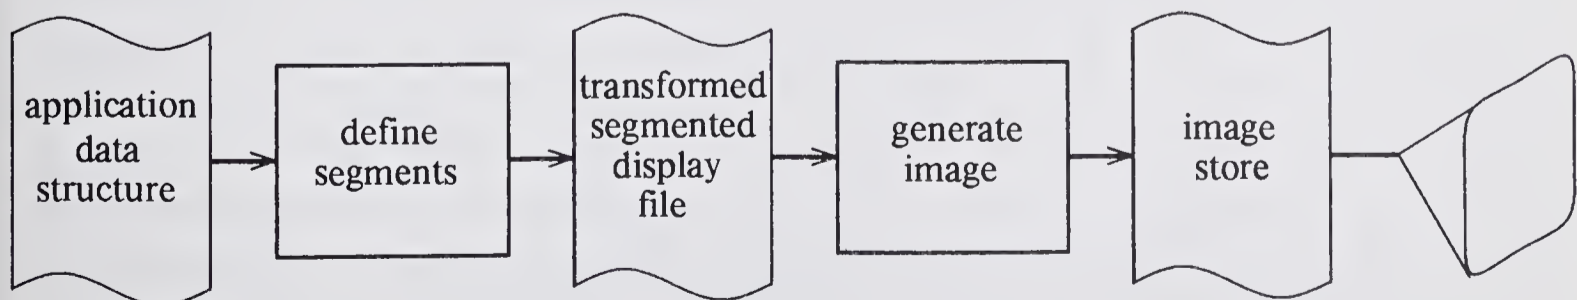 application
data
structure
define
segments
transformed
segmented
display
file
generate
image
image
store